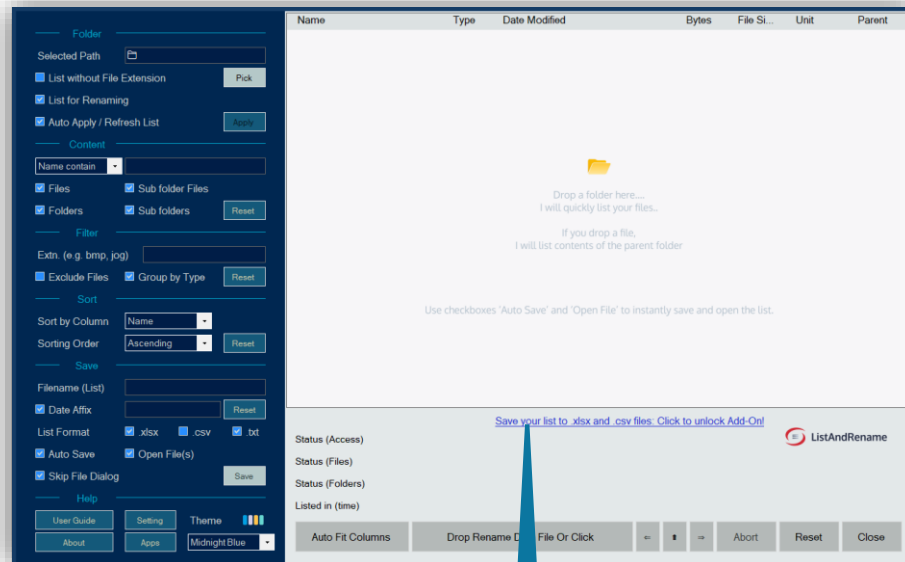 Name Type Date Modified Bytes File Si... Unit Parent
Folder
Selected Path
List without File Extension Pick
List for Renaming
Auto Apply / Refresh List Apply
Content
Name contain
Files Sub folder Files
Folders Sub folders Reset
Filter
Extn. (e.g. bmp, jog)
Exclude Files Group by Type Reset
Sort
Sort by Column Name
Sorting Order Ascending Reset
Save
Filename (List)
Date Affix Reset
List Format .xlsx .csv .txt
Auto Save Open File(s)
Skip File Dialog Save
Help
User Guide Setting Theme
About Apps Midnight Blue
Drop a folder here....
I will quickly list your files..
If you drop a file,
I will list contents of the parent folder
Use checkboxes 'Auto Save' and 'Open File' to instantly save and open the list.
Save your list to .xlsx and .csv files: Click to unlock Add-On!
Status (Access)
ListAndRename
Status (Files)
Status (Folders)
Listed in (time)
Auto Fit Columns Drop Rename File Or Click Abort Reset Close